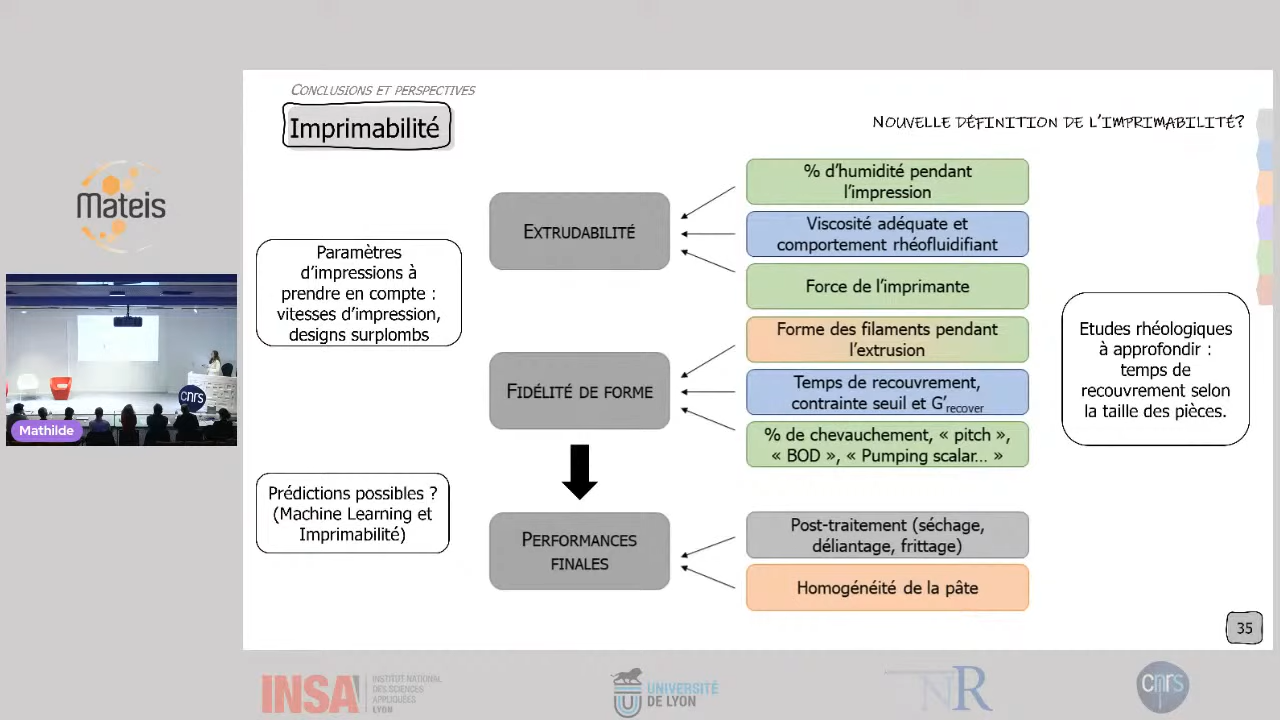 CONCLUSIONS ET PERSPECTIVES
Imprimabilité
NOUVELLE DÉFINITION DE L'IMPRIMABILITÉ?
Mateis
Paramètres
d'impressions à
prendre en compte :
vitesses d'impression,
designs surplombs
EXTRUDABILITÉ
% d'humidité pendant
l'impression
Viscosité adéquate et
comportement rhéofluidifiant
Force de l'imprimante
FIDÉLITÉ DE FORME
Forme des filaments pendant
l'extrusion
Temps de recouvrement,
contrainte seuil et G'recover
% de chevauchement, « pitch »,
« BOD », « Pumping scalar... »
Etudes rhéologiques
à approfondir :
temps de
recouvrement selon
la taille des pièces.
cnrs
Mathilde
Prédictions possibles ?
(Machine Learning et
Imprimabilité)
PERFORMANCES
FINALES
Post-traitement (séchage,
déliantage, frittage)
Homogénéité de la pâte
35
INSA
INSTITUT NATIONAL
DES SCIENCES
APPLIQUÉES
LYON
UNIVERSITÉ
DE LYON
NR
cnrs